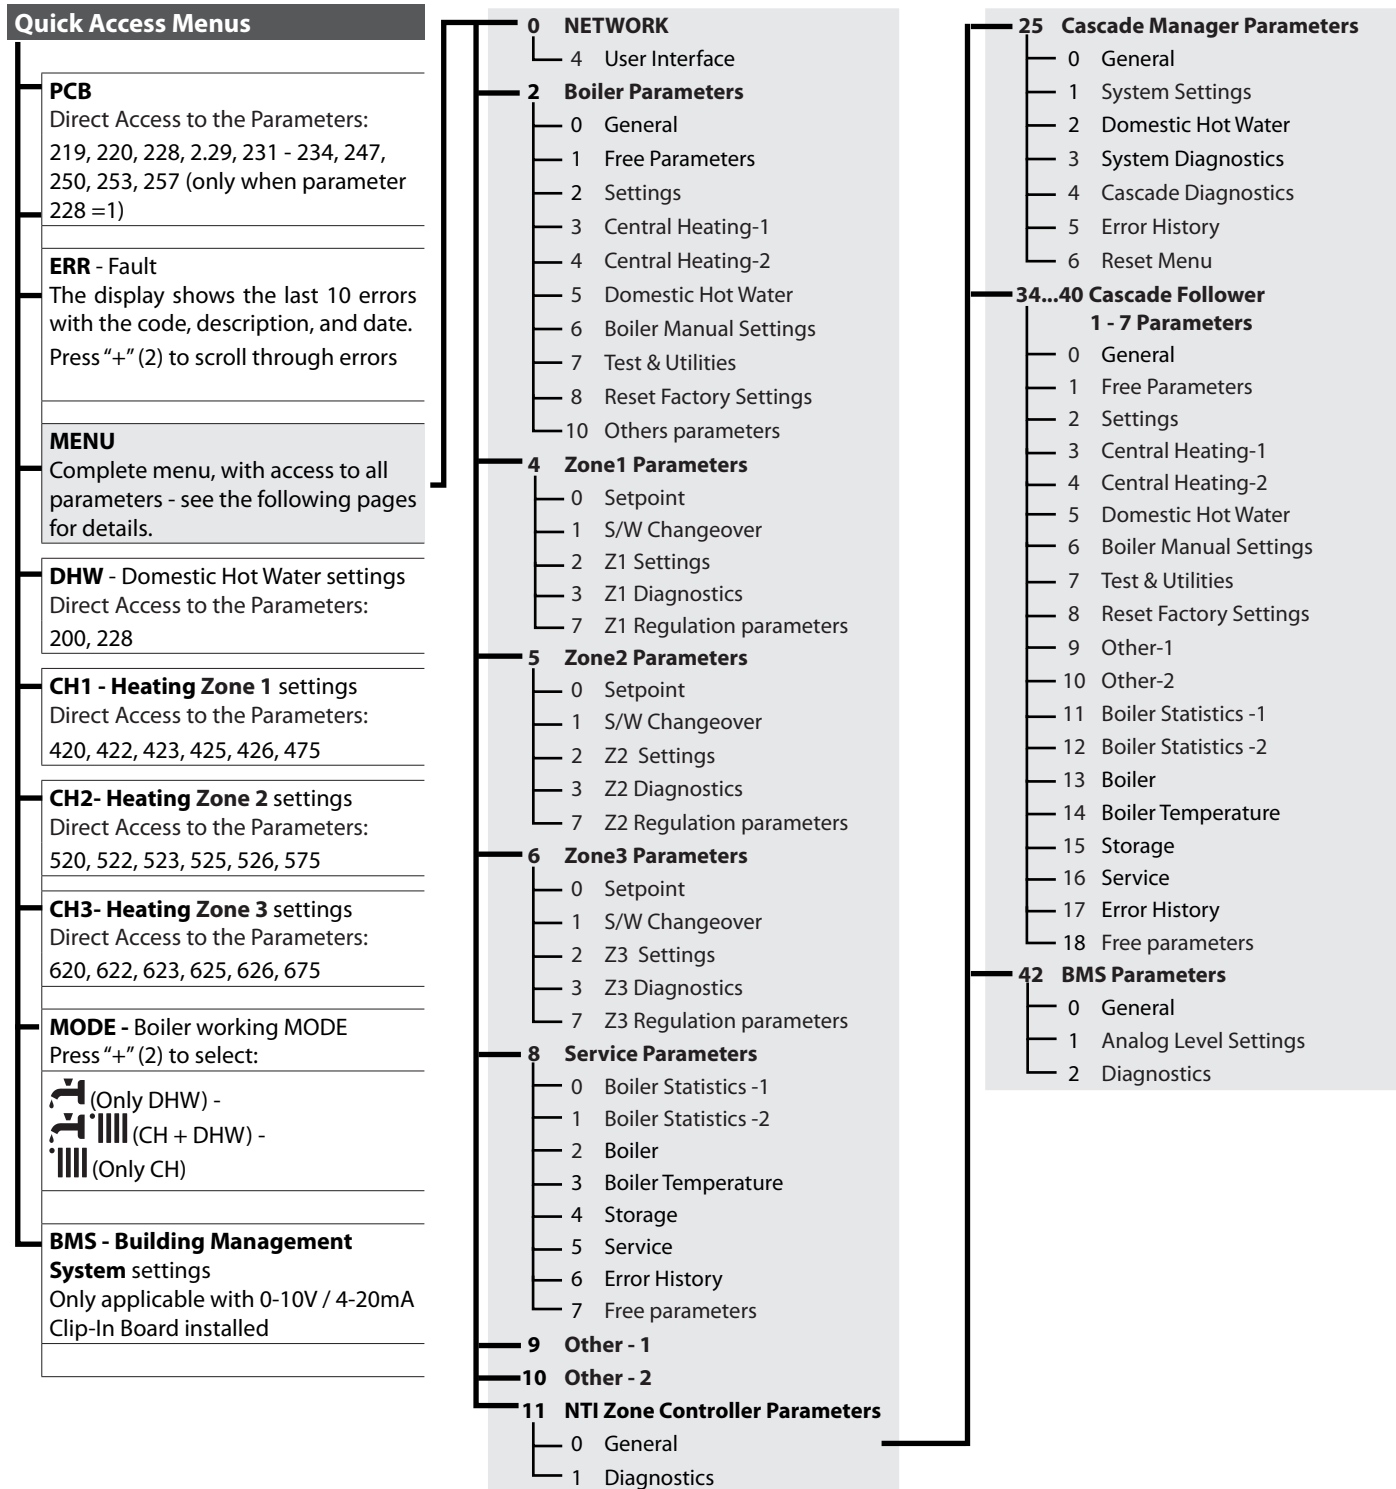 Quick Access Menus
PCB
Direct Access to the Parameters:
219, 220, 228, 2.29, 231 - 234, 247,
250, 253, 257 (only when parameter
228 =1)
ERR - Fault
The display shows the last 10 errors
with the code, description, and date.
Press "+" (2) to scroll through errors
MENU
Complete menu, with access to all
parameters - see the following pages
for details.
DHW - Domestic Hot Water settings
Direct Access to the Parameters:
200, 228
CH1 - Heating Zone 1 settings
Direct Access to the Parameters:
420, 422, 423, 425, 426, 475
CH2- Heating Zone 2 settings
Direct Access to the Parameters:
520, 522, 523, 525, 526, 575
CH3- Heating Zone 3 settings
Direct Access to the Parameters:
620, 622, 623, 625, 626, 675
MODE - Boiler working MODE
Press "+" (2) to select:
(Only DHW) -
(CH + DHW) -
(Only CH)
BMS - Building Management
System settings
Only applicable with 0-10V / 4-20mA
Clip-In Board installed
0 NETWORK
4 User Interface
2 Boiler Parameters
0 General
1 Free Parameters
2 Settings
3 Central Heating-1
4 Central Heating-2
5 Domestic Hot Water
6 Boiler Manual Settings
7 Test & Utilities
8 Reset Factory Settings
10 Others parameters
4 Zone1 Parameters
0 Setpoint
1 S/W Changeover
2 Z1 Settings
3 Z1 Diagnostics
7 Z1 Regulation parameters
5 Zone2 Parameters
0 Setpoint
1 S/W Changeover
2 Z2 Settings
3 Z2 Diagnostics
7 Z2 Regulation parameters
6 Zone3 Parameters
0 Setpoint
1 S/W Changeover
2 Z3 Settings
3 Z3 Diagnostics
7 Z3 Regulation parameters
8 Service Parameters
0 Boiler Statistics -1
1 Boiler Statistics -2
2 Boiler
3 Boiler Temperature
4 Storage
5 Service
6 Error History
7 Free parameters
9 Other - 1
10 Other - 2
11 NTI Zone Controller Parameters
0 General
1 Diagnostics
25 Cascade Manager Parameters
0 General
1 System Settings
2 Domestic Hot Water
3 System Diagnostics
4 Cascade Diagnostics
5 Error History
6 Reset Menu
34...40 Cascade Follower
1 - 7 Parameters
0 General
1 Free Parameters
2 Settings
3 Central Heating-1
4 Central Heating-2
5 Domestic Hot Water
6 Boiler Manual Settings
7 Test & Utilities
8 Reset Factory Settings
9 Other-1
10 Other-2
11 Boiler Statistics -1
12 Boiler Statistics -2
13 Boiler
14 Boiler Temperature
15 Storage
16 Service
17 Error History
18 Free parameters
42 BMS Parameters
0 General
1 Analog Level Settings
2 Diagnostics